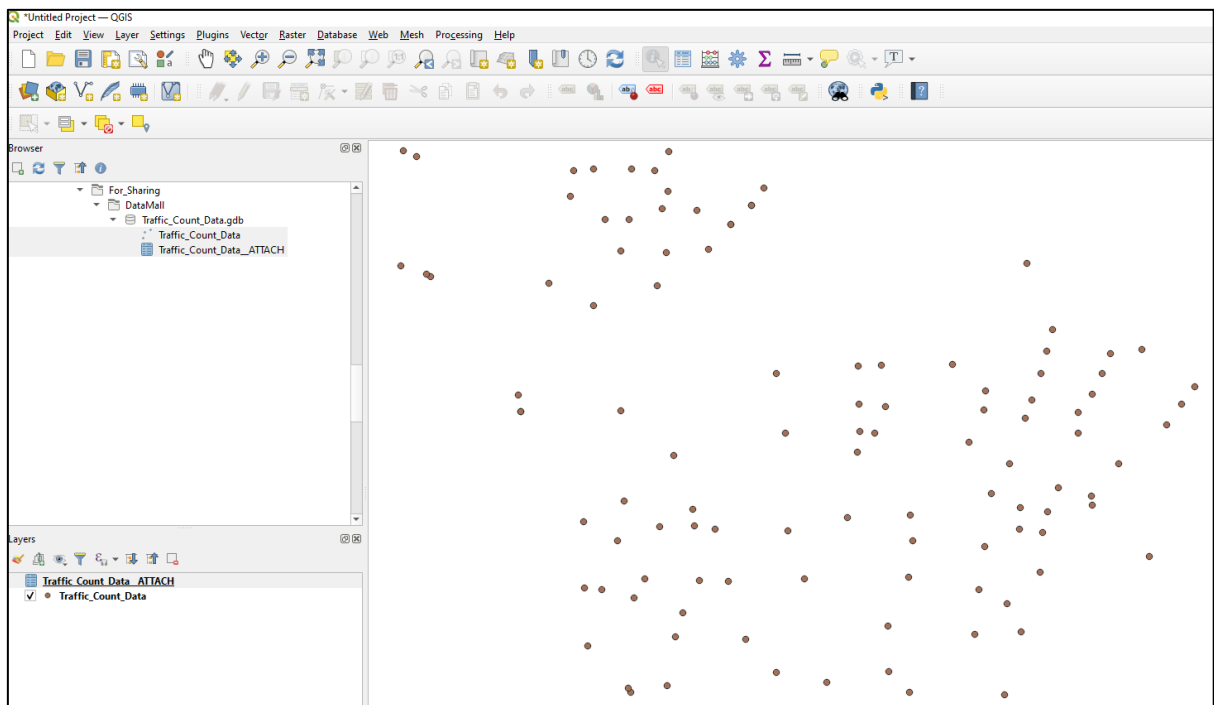 *Untitled Project — QGIS
Project Edit View Layer Settings Plugins Vector Raster Database Web Mesh Processing Help
Browser
For_Sharing
DataMall
Traffic_Count_Data.gdb
Traffic_Count_Data
Traffic_Count_Data__ATTACH
Layers
Traffic_Count_Data__ATTACH
Traffic_Count_Data